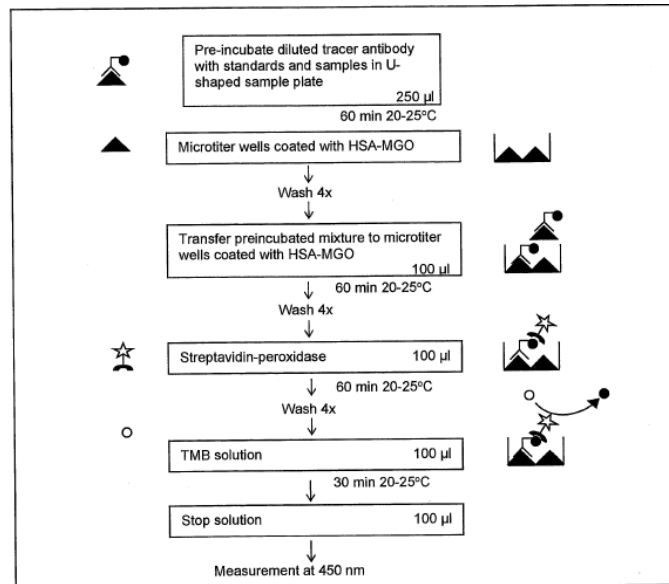 Pre-incubate diluted tracer antibody
with standards and samples in U-
shaped sample plate
250 µl
60 min 20-25°C
Microtiter wells coated with HSA-MGO
Wash 4x
Transfer preincubated mixture to microtiter
wells coated with HSA-MGO
100 µl
60 min 20-25°C
Wash 4x
Streptavidin-peroxidase 100 µl
60 min 20-25°C
Wash 4x
TMB solution 100 µl
30 min 20-25°C
Stop solution 100 µl
Measurement at 450 nm